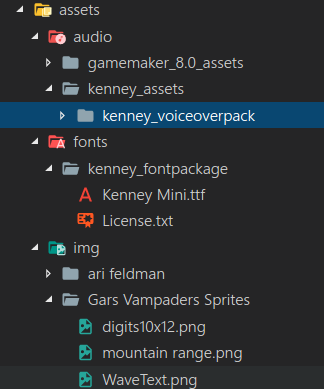 assets
audio
gamemaker_8.0_assets
kenney_assets
kenney_voiceoverpack
fonts
kenney_fontpackage
Kenney Mini.ttf
License.txt
img
ari feldman
Gars Vampaders Sprites
digits10x12.png
mountain range.png
WaveText.png